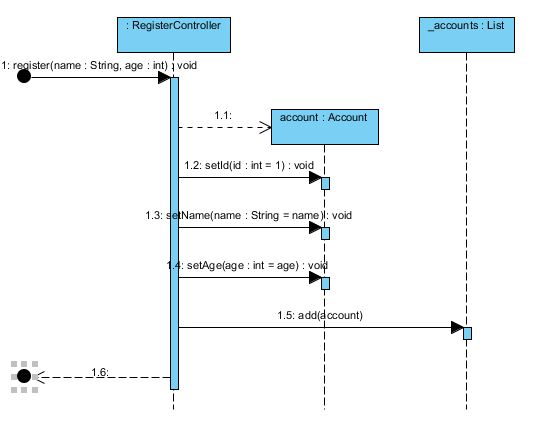 : RegisterController
_accounts : List
1: register(name : String, age : int) : void
1.1:
account : Account
1.2: setId(id : int = 1) : void
1.3: setName(name : String = name) : void
1.4: setAge(age : int = age) : void
1.5: add(account)
1.6: